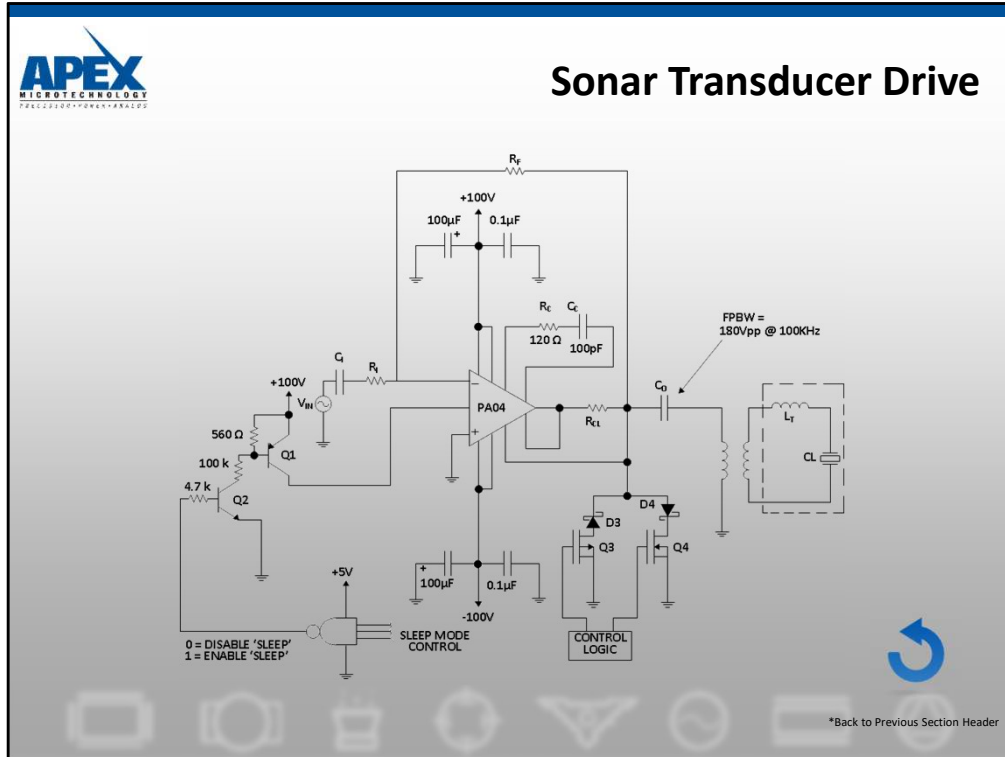 APEX
MICROTECHNOLOGY
PRECISION•POWER•ANALOG
Sonar Transducer Drive
RF
+100V
100µF
0.1µF
+
RC
CC
120 Ω
100pF
FPBW =
180Vpp @ 100KHz
CI
RI
+100V
VIN
560 Ω
Q1
100 k
4.7 k
Q2
−
PA04
+
RCL
CO
LT
CL
D3
D4
Q3
Q4
+5V
+
100µF
0.1µF
-100V
SLEEP MODE
CONTROL
CONTROL
LOGIC
0 = DISABLE ‘SLEEP’
1 = ENABLE ‘SLEEP’
*Back to Previous Section Header